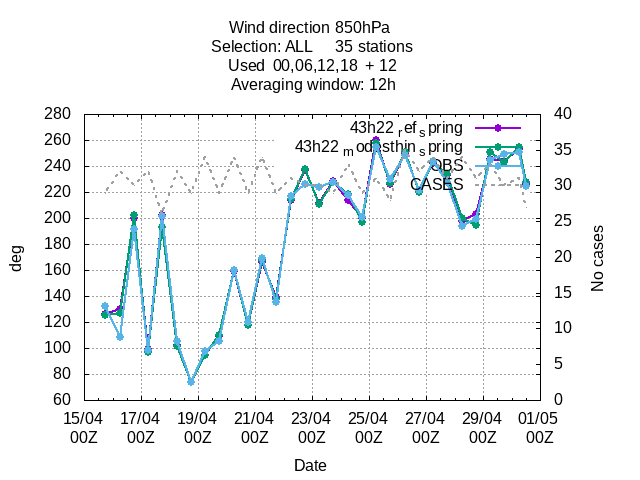 Wind direction 850hPa
Selection: ALL 35 stations
Used 00,06,12,18 + 12
Averaging window: 12h
43h22_ref_spring
43h22_modasthin_spring
OBS
CASES
280
260
240
220
200
180
160
140
120
100
80
60
deg
40
35
30
25
20
15
10
5
0
No cases
15/04 17/04 19/04 21/04 23/04 25/04 27/04 29/04 01/05
00Z 00Z 00Z 00Z 00Z 00Z 00Z 00Z 00Z
Date